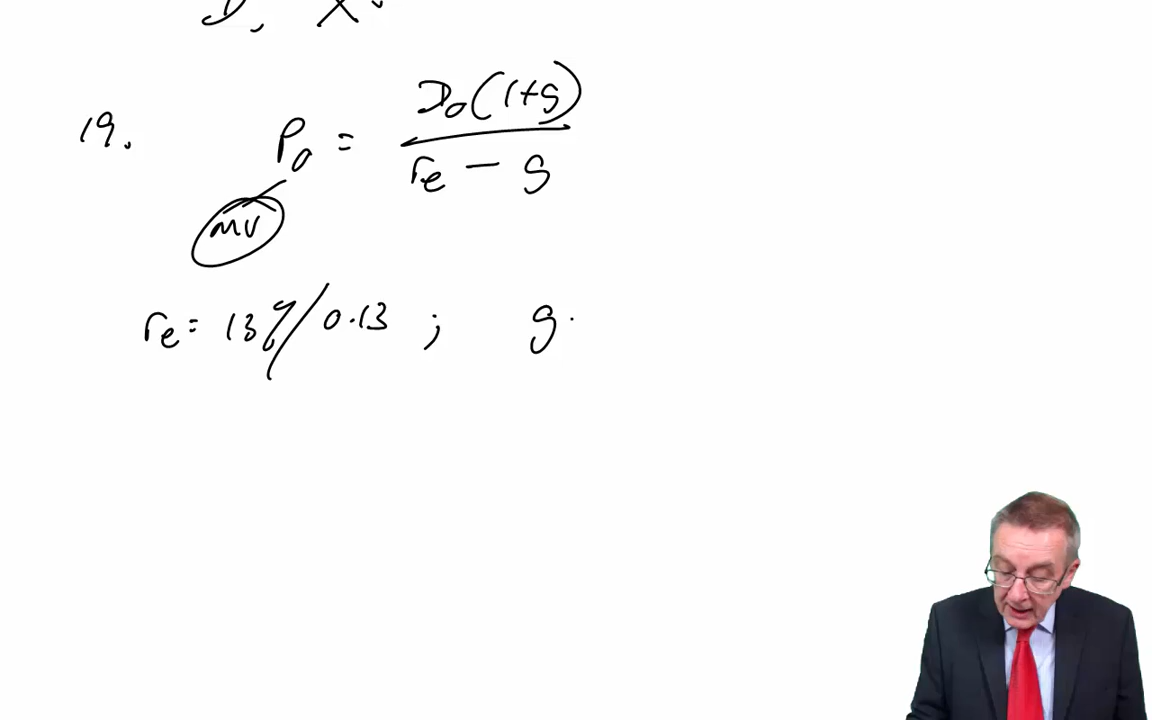 D, X
19. P₀ = D₀(1+g) / re − g
MV
re = 13%/0.13 ; g